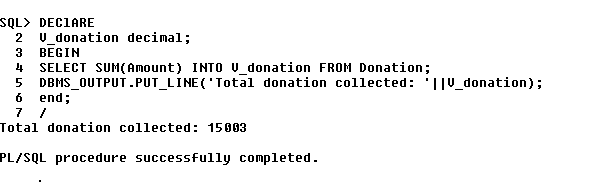 SQL> DEClARE
  2  V_donation decimal;
  3  BEGIN
  4  SELECT SUM(Amount) INTO V_donation FROM Donation;
  5  DBMS_OUTPUT.PUT_LINE('Total donation collected: '||V_donation);
  6  end;
  7  /
Total donation collected: 15003
PL/SQL procedure successfully completed.